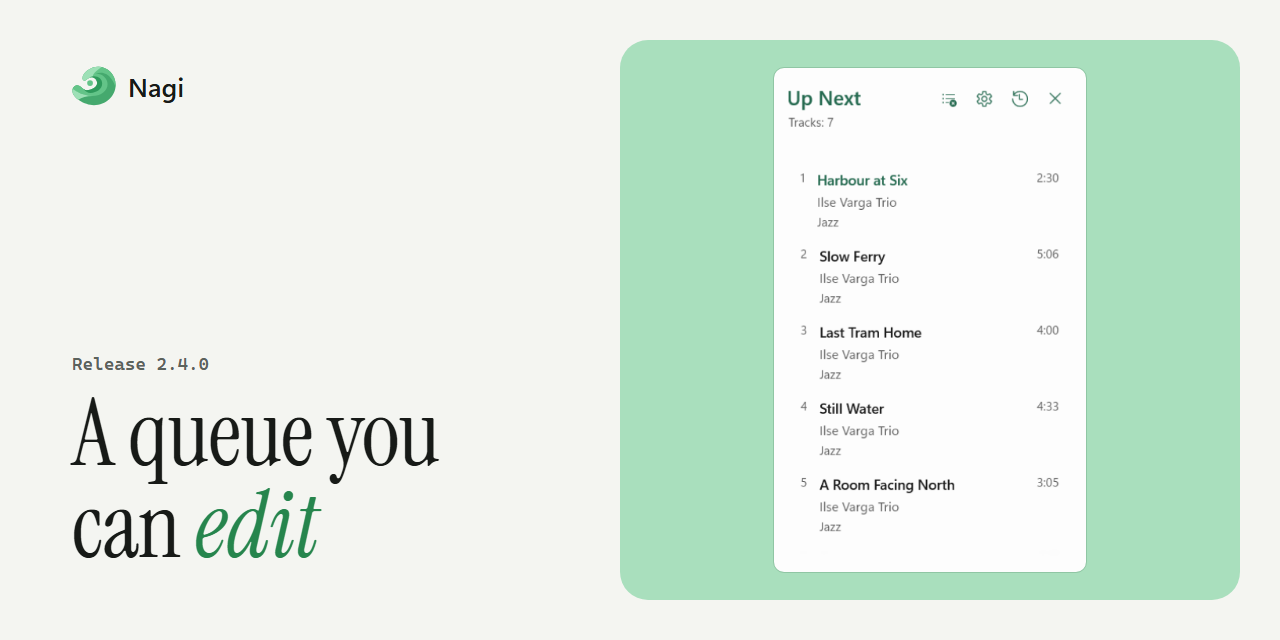 Nagi
Release 2.4.0
A queue you
can edit
Up Next
Tracks: 7
1 Harbour at Six 2:30
Ilse Varga Trio
Jazz
2 Slow Ferry 5:06
Ilse Varga Trio
Jazz
3 Last Tram Home 4:00
Ilse Varga Trio
Jazz
4 Still Water 4:33
Ilse Varga Trio
Jazz
5 A Room Facing North 3:05
Ilse Varga Trio
Jazz